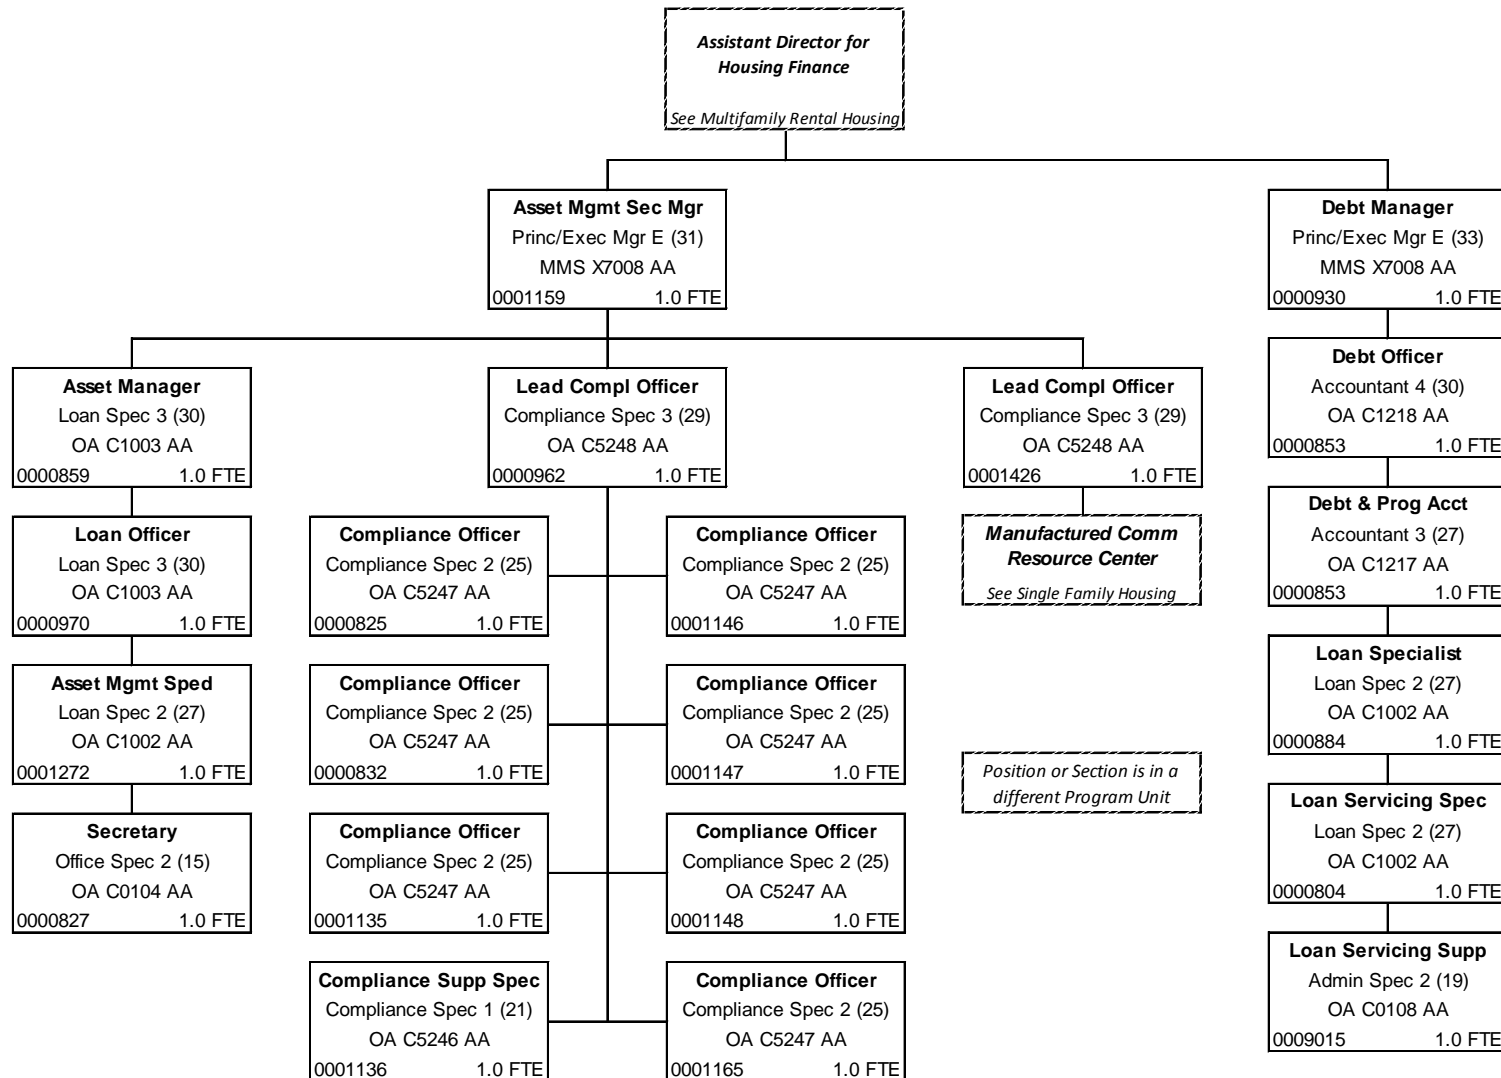 Assistant Director for
Housing Finance
See Multifamily Rental Housing
Asset Mgmt Sec Mgr
Princ/Exec Mgr E (31)
MMS X7008 AA
0001159 1.0 FTE
Debt Manager
Princ/Exec Mgr E (33)
MMS X7008 AA
0000930 1.0 FTE
Asset Manager
Loan Spec 3 (30)
OA C1003 AA
0000859 1.0 FTE
Loan Officer
Loan Spec 3 (30)
OA C1003 AA
0000970 1.0 FTE
Asset Mgmt Sped
Loan Spec 2 (27)
OA C1002 AA
0001272 1.0 FTE
Secretary
Office Spec 2 (15)
OA C0104 AA
0000827 1.0 FTE
Lead Compl Officer
Compliance Spec 3 (29)
OA C5248 AA
0000962 1.0 FTE
Compliance Officer
Compliance Spec 2 (25)
OA C5247 AA
0000825 1.0 FTE
Compliance Officer
Compliance Spec 2 (25)
OA C5247 AA
0001146 1.0 FTE
Compliance Officer
Compliance Spec 2 (25)
OA C5247 AA
0000832 1.0 FTE
Compliance Officer
Compliance Spec 2 (25)
OA C5247 AA
0001147 1.0 FTE
Compliance Officer
Compliance Spec 2 (25)
OA C5247 AA
0001135 1.0 FTE
Compliance Officer
Compliance Spec 2 (25)
OA C5247 AA
0001148 1.0 FTE
Compliance Supp Spec
Compliance Spec 1 (21)
OA C5246 AA
0001136 1.0 FTE
Compliance Officer
Compliance Spec 2 (25)
OA C5247 AA
0001165 1.0 FTE
Lead Compl Officer
Compliance Spec 3 (29)
OA C5248 AA
0001426 1.0 FTE
Manufactured Comm
Resource Center
See Single Family Housing
Position or Section is in a
different Program Unit
Debt Officer
Accountant 4 (30)
OA C1218 AA
0000853 1.0 FTE
Debt & Prog Acct
Accountant 3 (27)
OA C1217 AA
0000853 1.0 FTE
Loan Specialist
Loan Spec 2 (27)
OA C1002 AA
0000884 1.0 FTE
Loan Servicing Spec
Loan Spec 2 (27)
OA C1002 AA
0000804 1.0 FTE
Loan Servicing Supp
Admin Spec 2 (19)
OA C0108 AA
0009015 1.0 FTE